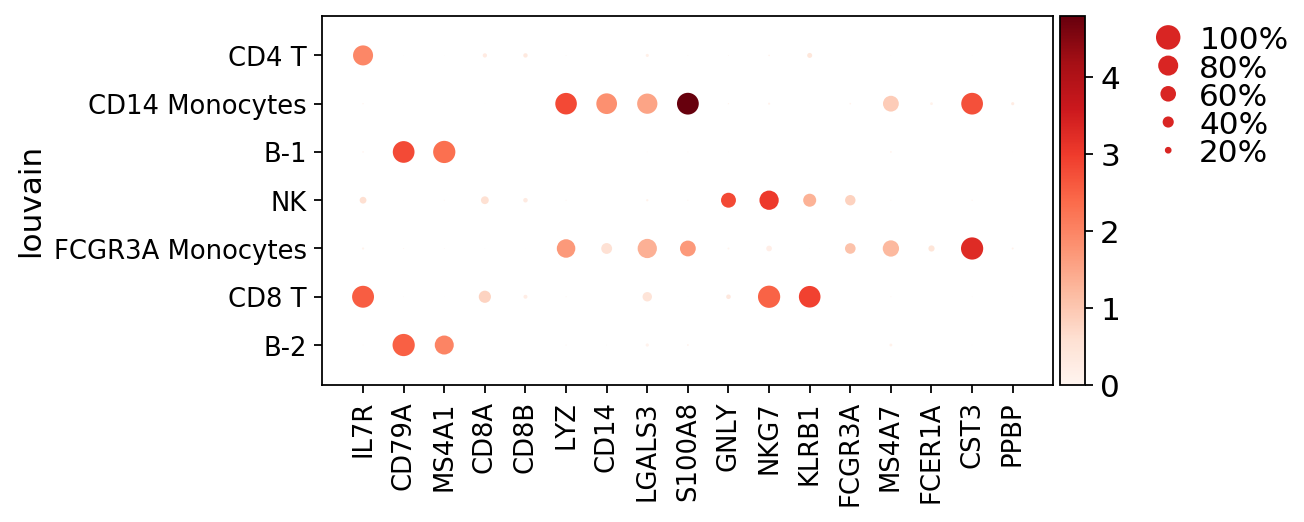 louvain
CD4 T
CD14 Monocytes
B-1
NK
FCGR3A Monocytes
CD8 T
B-2
IL7R
CD79A
MS4A1
CD8A
CD8B
LYZ
CD14
LGALS3
S100A8
GNLY
NKG7
KLRB1
FCGR3A
MS4A7
FCER1A
CST3
PPBP
4
3
2
1
0
100%
80%
60%
40%
20%